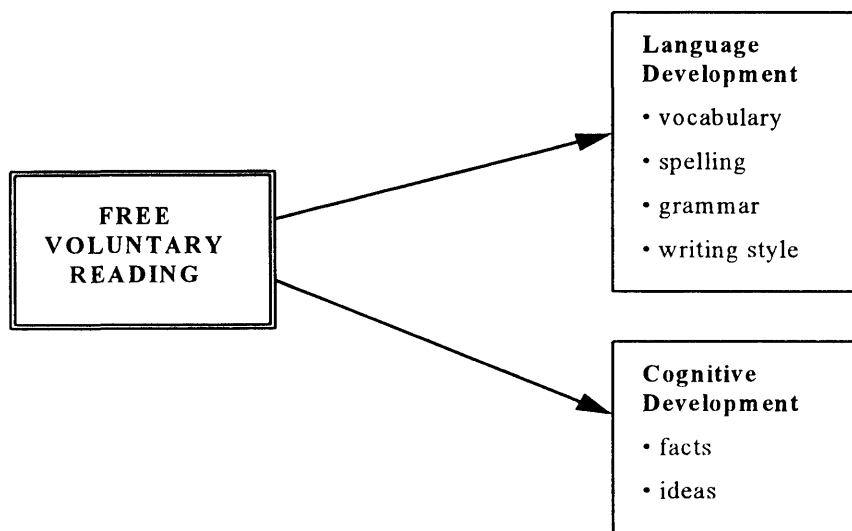 FREE
VOLUNTARY
READING
Language
Development
• vocabulary
• spelling
• grammar
• writing style
Cognitive
Development
• facts
• ideas